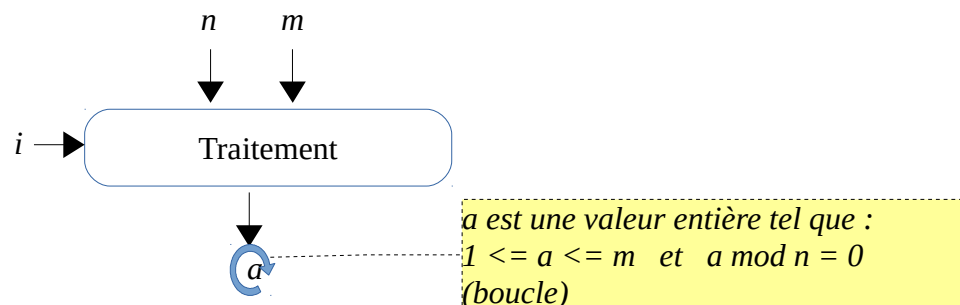 n m
i
Traitement
a
a est une valeur entière tel que :
1 <= a <= m et a mod n = 0
(boucle)